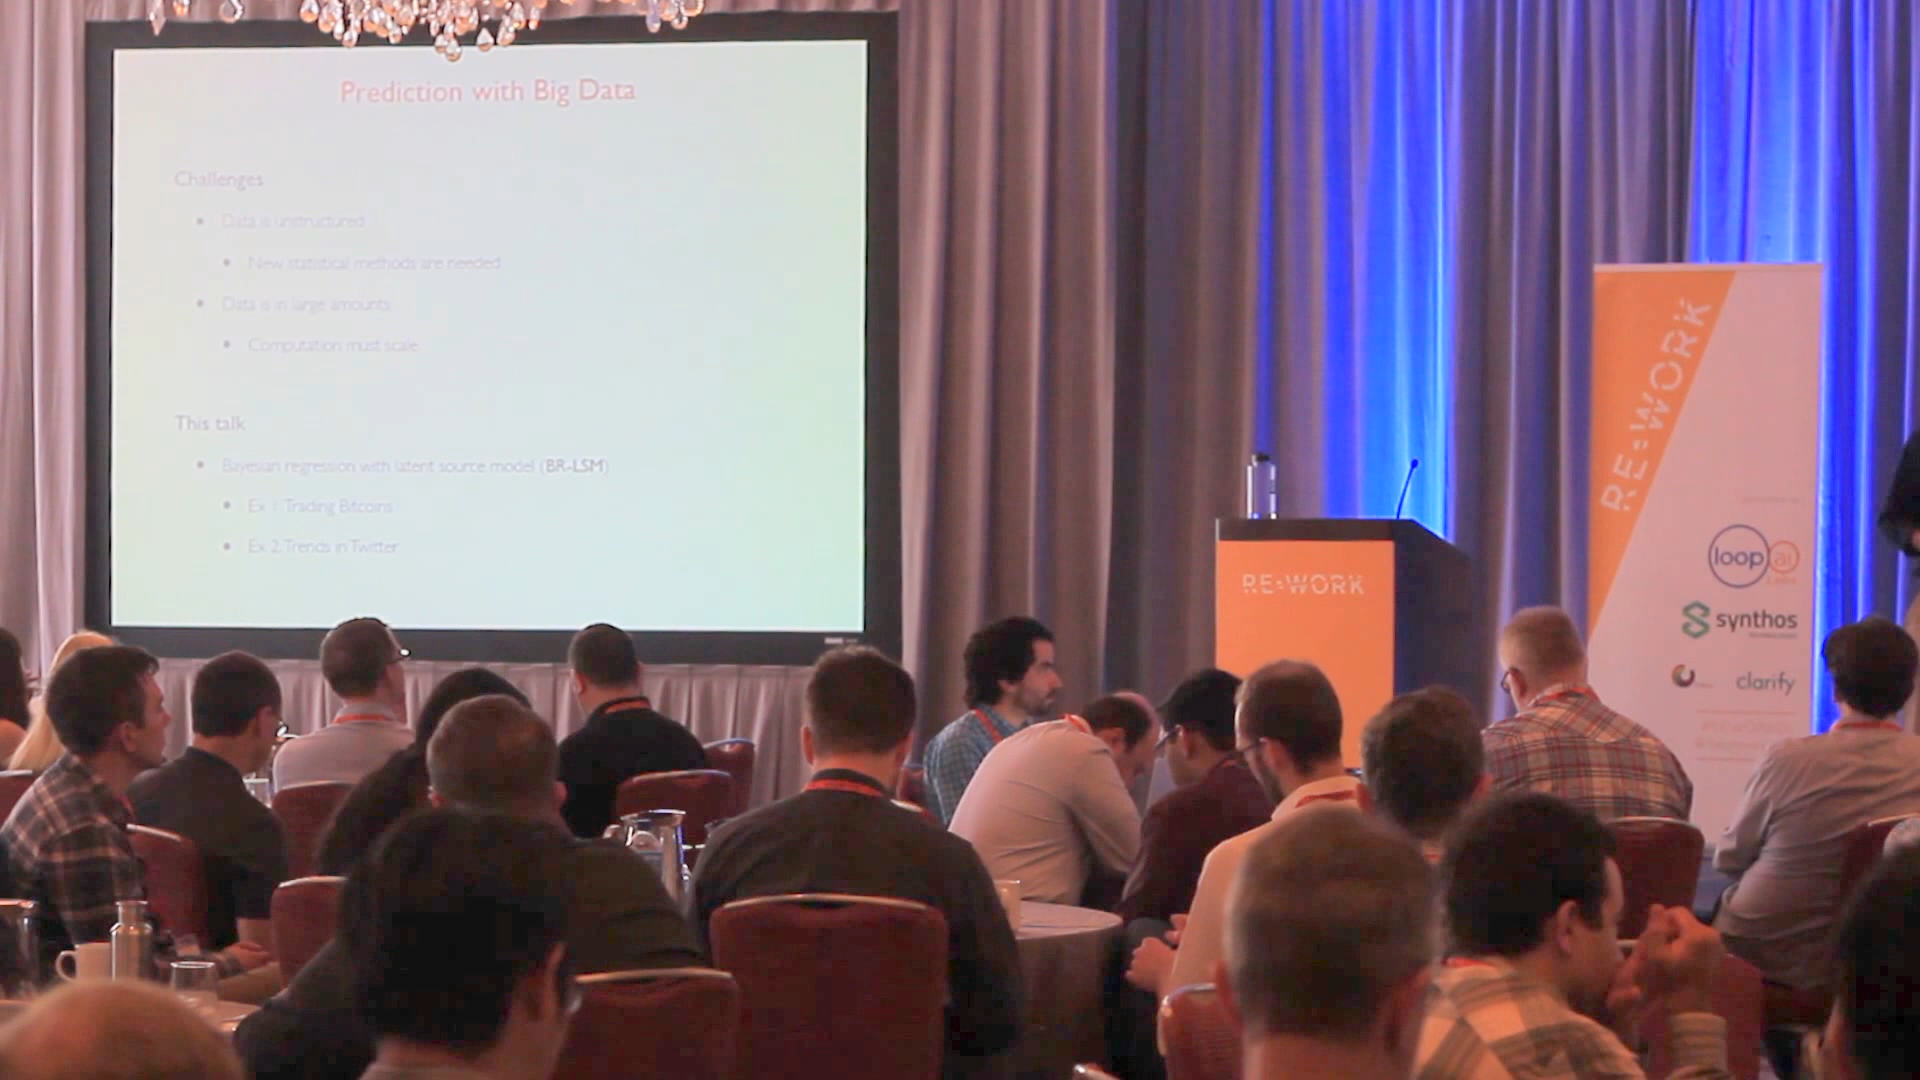 Prediction with Big Data
Challenges
Data is unstructured
New statistical methods are needed
Data is in large amounts
Computation must scale
This talk
Bayesian regression with latent source model (BR-LSM)
Ex 1. Trading Bitcoins
Ex 2. Trends in Twitter
RE•WORK
RE•WORK
loop ai
Labs
synthos
clarify